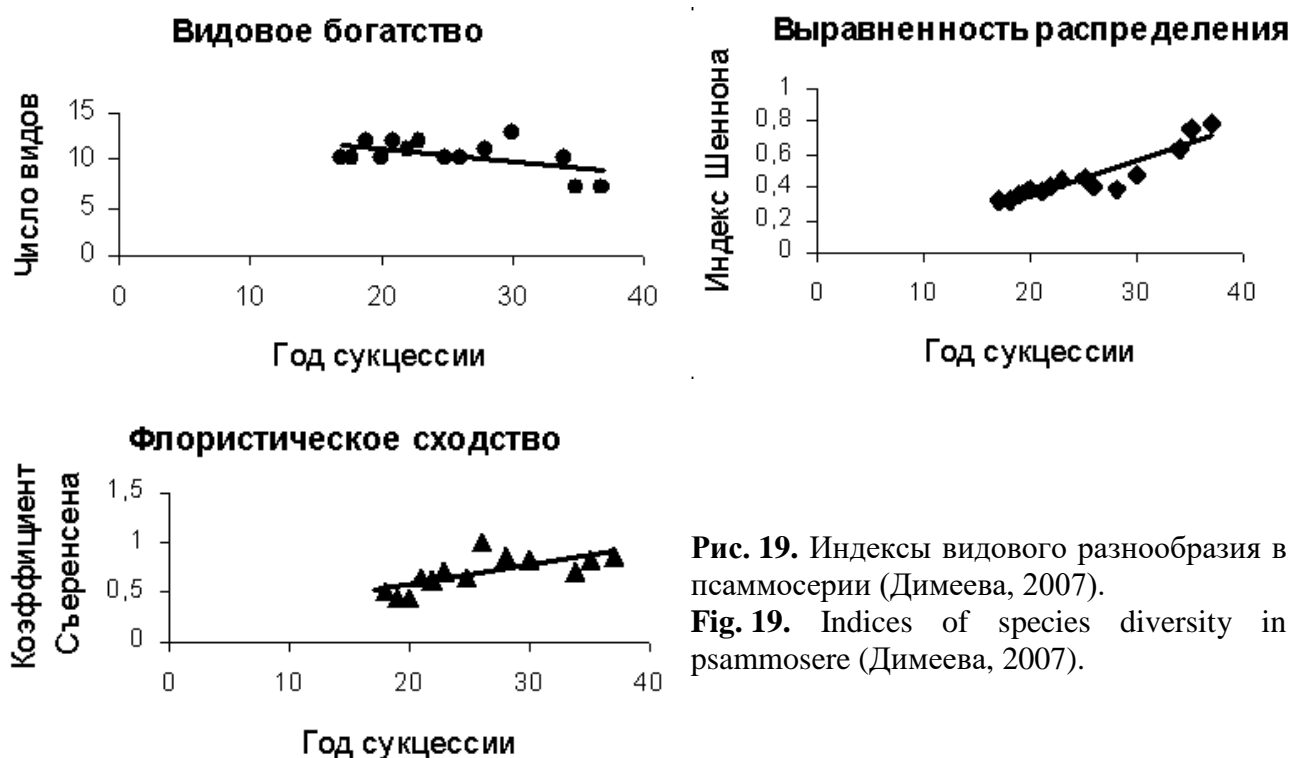 Видовое богатство
Число видов
15
10
5
0
0 10 20 30 40
Год сукцессии
Выравненность распределения
Индекс Шеннона
1
0,8
0,6
0,4
0,2
0
0 10 20 30 40
Год сукцессии
Флористическое сходство
Коэффициент
Съеренсена
1,5
1
0,5
0
0 10 20 30 40
Год сукцессии
Рис. 19. Индексы видового разнообразия в
псаммосерии (Димеева, 2007).
Fig. 19. Indices of species diversity in
psammosere (Димеева, 2007).